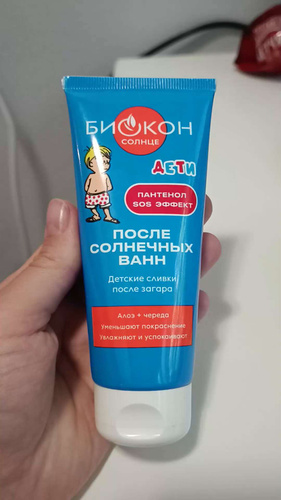 БИОКОН
СОЛНЦЕ
ДЕТИ
ПАНТЕНОЛ
SOS ЭФФЕКТ
ПОСЛЕ
СОЛНЕЧНЫХ
ВАНН
Детские сливки
после загара
Алоэ + череда
Уменьшают покраснение
Увлажняют и успокаивают